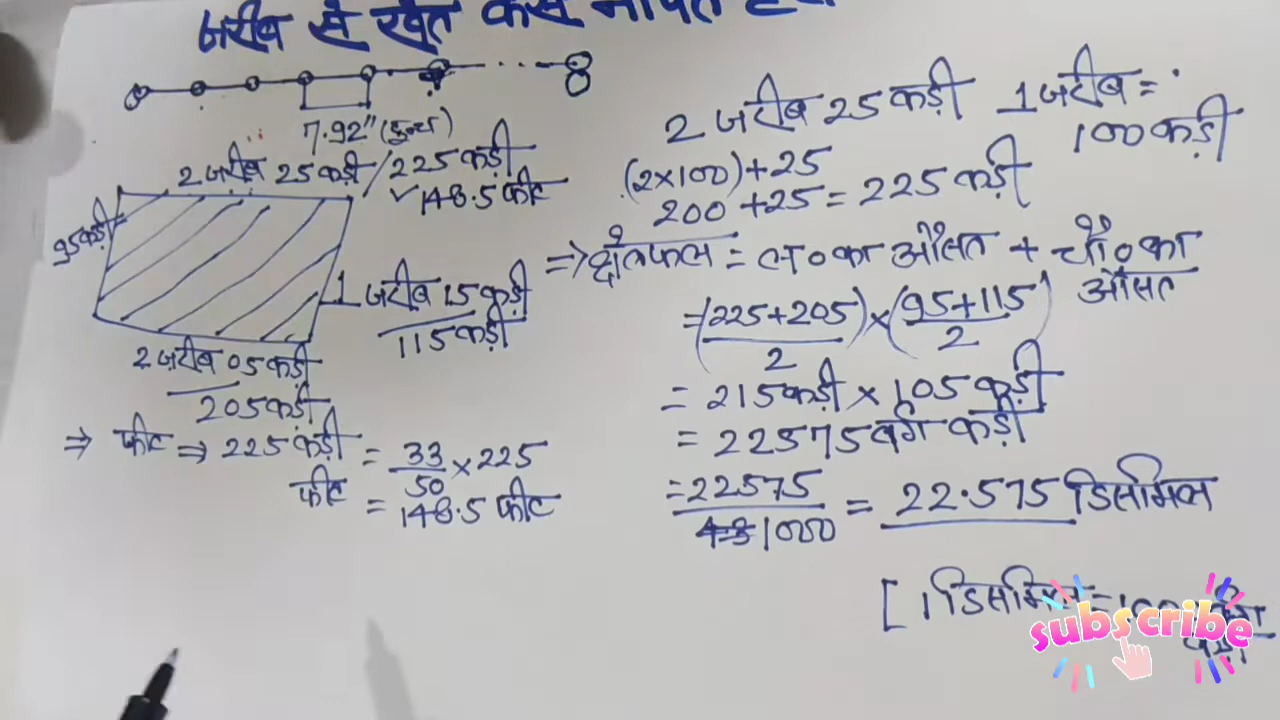 जरीब से खेत कैसे नापते हैं
7.92" (इन्च)
2 जरीब 25 कड़ी / 225 कड़ी
✓148.5 फीट
95 कड़ी
1 जरीब 15 कड़ी
115 कड़ी
2 जरीब 05 कड़ी
205 कड़ी
⇒ फीट ⇒ 225 कड़ी = 33/50 × 225
फीट = 148.5 फीट
2 जरीब 25 कड़ी
1 जरीब = 100 कड़ी
(2×100)+25
200 +25 = 225 कड़ी
⇒ क्षेत्रफल = ल० का औसत + चौ० का औसत
= (225+205)/2 × (95+115)/2
= 215 कड़ी × 105 कड़ी
= 22575 वर्ग कड़ी
= 22575/1000 = 22.575 डिसमिल
[ 1 डिसमिल =
subscribe